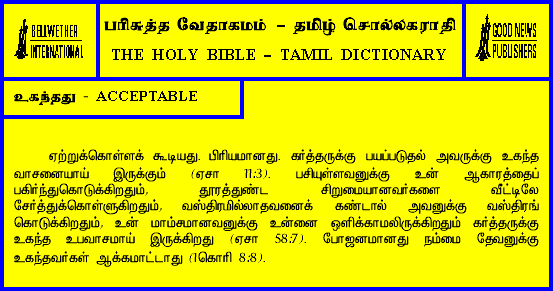 BELLWETHER
INTERNATIONAL
பரிசுத்த வேதாகமம் – தமிழ் சொல்லகராதி
THE HOLY BIBLE – TAMIL DICTIONARY
GOOD NEWS
PUBLISHERS
உகந்தது - ACCEPTABLE
ஏற்றுக்கொள்ளக் கூடியது. பிரியமானது. கர்த்தருக்கு பயப்படுதல் அவருக்கு உகந்த
வாசனையாய் இருக்கும் (ஏசா 11:3). பசியுள்ளவனுக்கு உன் ஆகாரத்தைப்
பகிர்ந்துகொடுக்கிறதும், துரத்துண்ட சிறுமையானவர்களை வீட்டிலே
சேர்த்துக்கொள்ளுகிறதும், வஸ்திரமில்லாதவனைக் கண்டால் அவனுக்கு வஸ்திரங்
கொடுக்கிறதும், உன் மாம்சமானவனுக்கு உன்னை ஒளிக்காமலிருக்கிறதும் கர்த்தருக்கு
உகந்த உபவாசமாய் இருக்கிறது (ஏசா 58:7). போஜனமானது நம்மை தேவனுக்கு
உகந்தவர்கள் ஆக்கமாட்டாது (1கொரி 8:8).